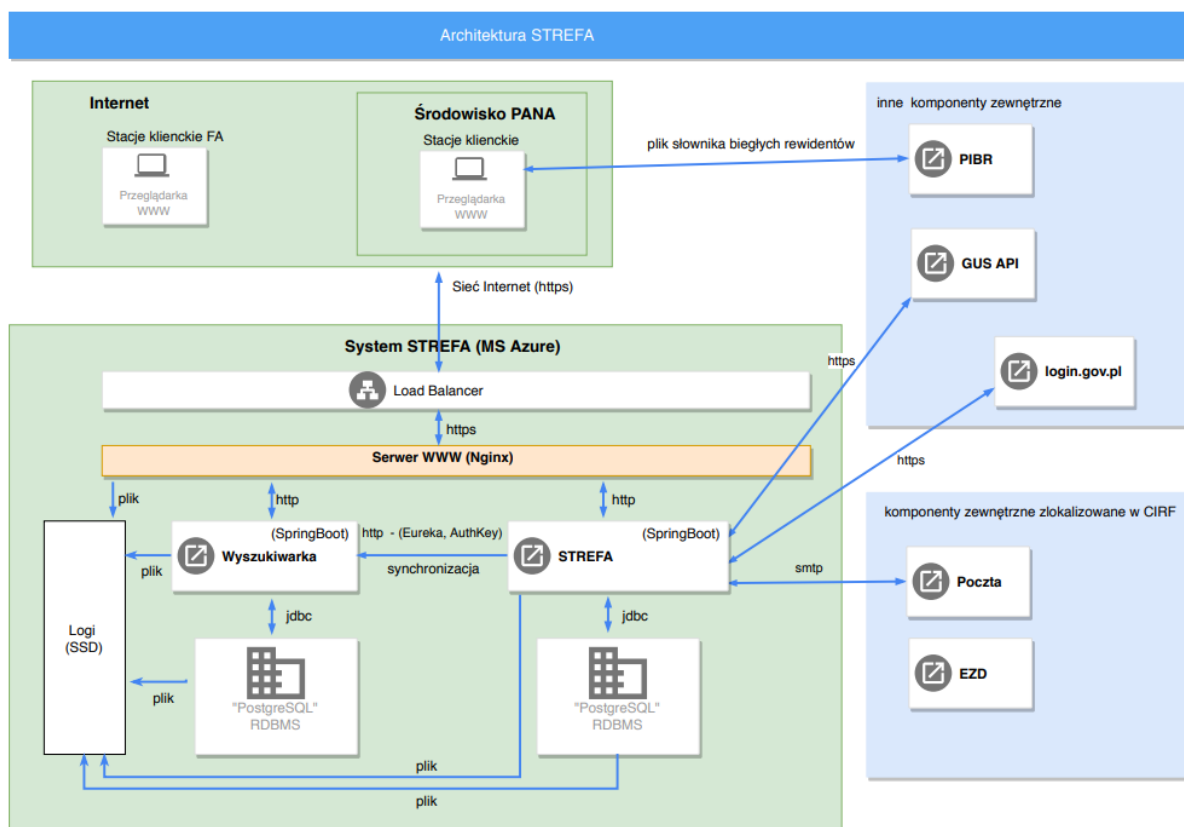 Architektura STREFA
Internet
Stacje klienckie FA
Przeglądarka
WWW
Środowisko PANA
Stacje klienckie
Przeglądarka
WWW
plik słownika biegłych rewidentów
inne komponenty zewnętrzne
PIBR
GUS API
login.gov.pl
https
https
Sieć Internet (https)
System STREFA (MS Azure)
Load Balancer
https
Serwer WWW (Nginx)
plik
http
http
(SpringBoot)
Wyszukiwarka
plik
http - (Eureka, AuthKey)
synchronizacja
(SpringBoot)
STREFA
smtp
komponenty zewnętrzne zlokalizowane w CIRF
Poczta
EZD
jdbc
jdbc
Logi
(SSD)
plik
"PostgreSQL"
RDBMS
"PostgreSQL"
RDBMS
plik
plik